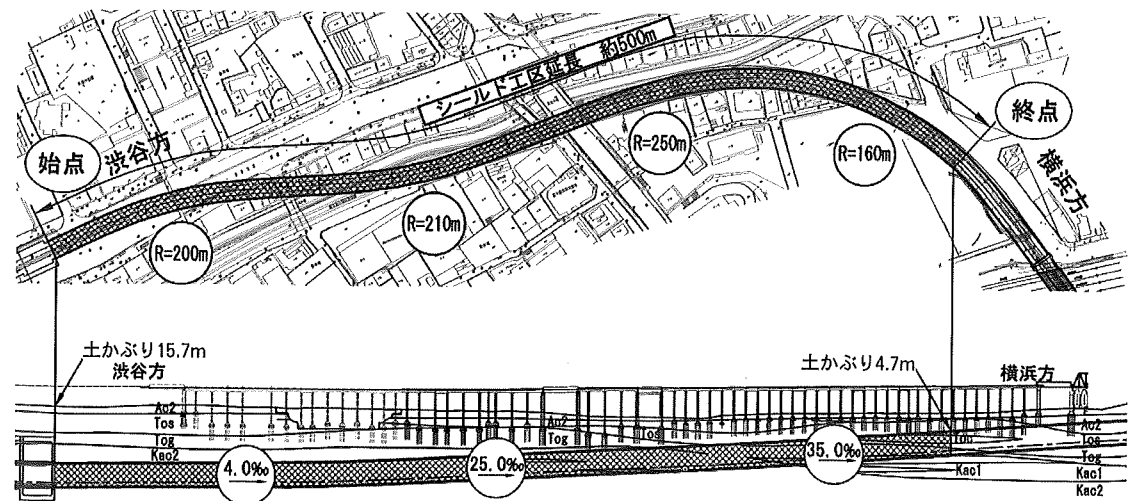 シールド工区延長 約500m
始点
渋谷方
終点
横浜方
R=200m
R=210m
R=250m
R=160m
土かぶり15.7m
渋谷方
土かぶり4.7m
横浜方
Ac2
Tos
Tog
Kac2
Ac2
Tog
Tos
Kac1
Ac2
Tos
Tog
Kac1
Kac2
4.0‰
25.0‰
35.0‰